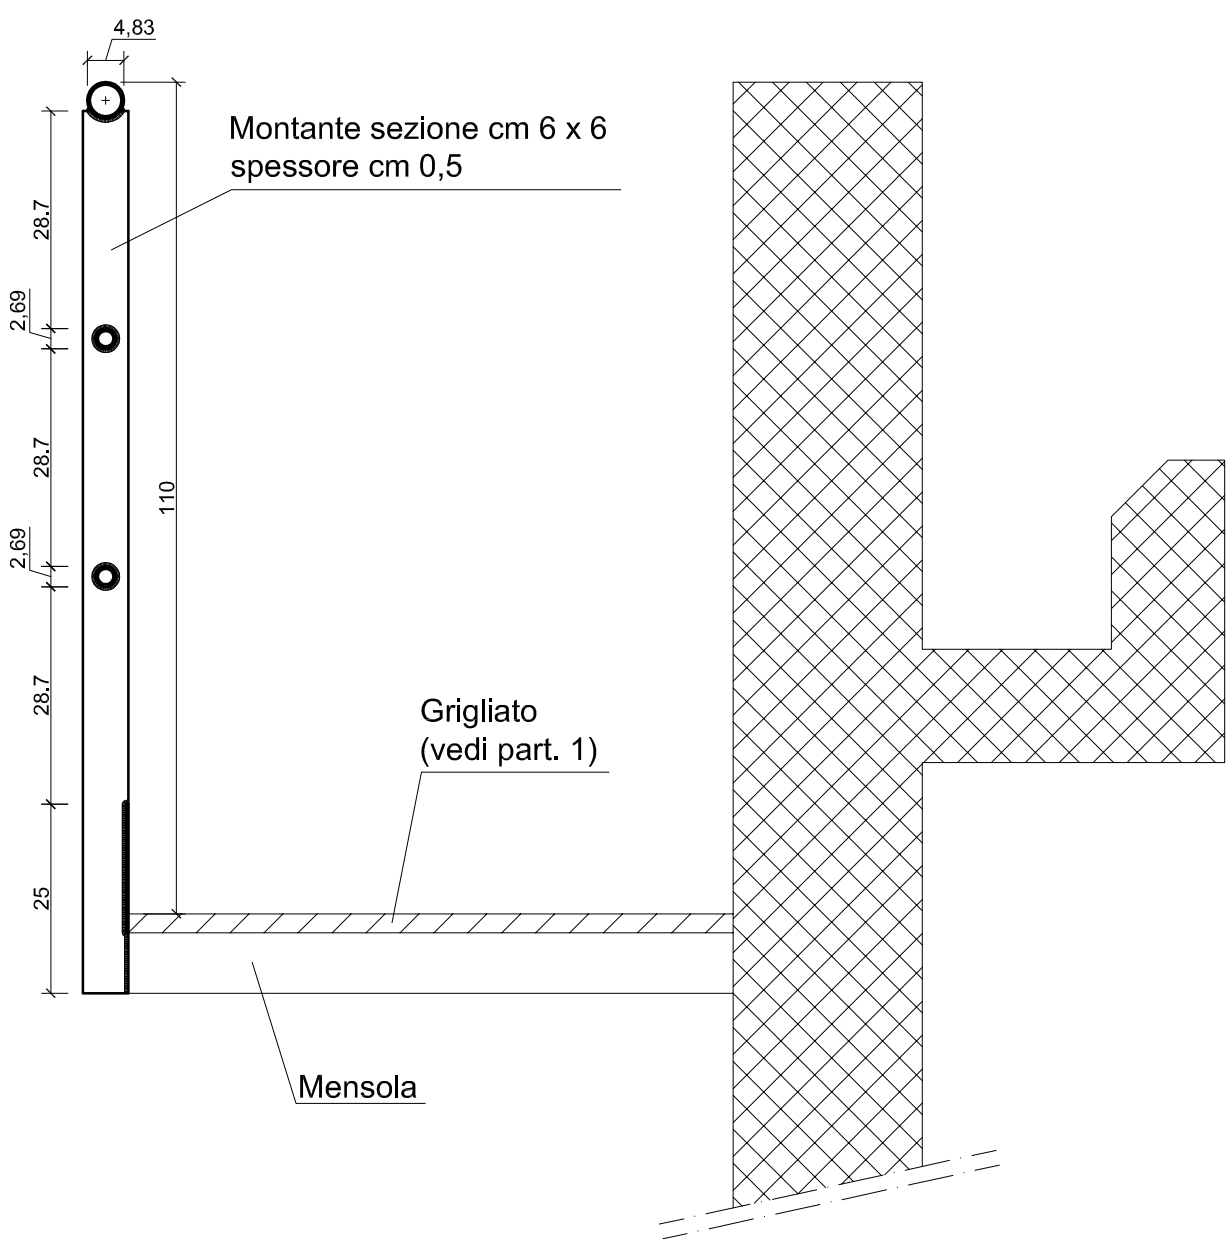 4,83
Montante sezione cm 6 x 6
spessore cm 0,5
28.7
2,69
28.7
110
2,69
28.7
Grigliato
(vedi part. 1)
25
Mensola